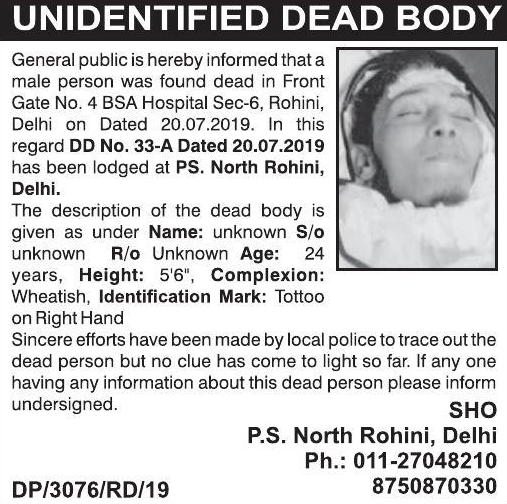 UNIDENTIFIED DEAD BODY
General public is hereby informed that a
male person was found dead in Front
Gate No. 4 BSA Hospital Sec-6, Rohini,
Delhi on Dated 20.07.2019. In this
regard DD No. 33-A Dated 20.07.2019
has been lodged at PS. North Rohini,
Delhi.
The description of the dead body is
given as under Name: unknown S/o
unknown R/o Unknown Age: 24
years, Height: 5'6", Complexion:
Wheatish, Identification Mark: Tottoo
on Right Hand
Sincere efforts have been made by local police to trace out the
dead person but no clue has come to light so far. If any one
having any information about this dead person please inform
undersigned.
SHO
P.S. North Rohini, Delhi
Ph.: 011-27048210
DP/3076/RD/19 8750870330